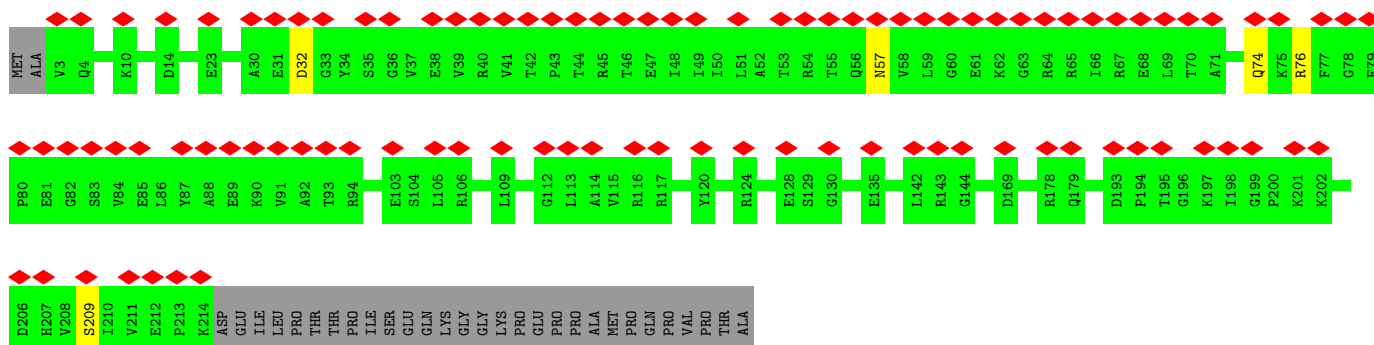 MET ALA V3 Q4 K10 D14 E23 A30 E31 D32 G33 Y34 S35 G36 V37 E38 V39 R40 V41 T42 P43 T44 R45 T46 E47 I48 I49 I50 L51 A52 T53 R54 T55 Q56 N57 V58 L59 G60 E61 K62 G63 R64 R65 I66 R67 E68 L69 T70 A71 Q74 K75 R76 F77 G78 F79
P80 E81 G82 S83 V84 E85 L86 Y87 A88 E89 K90 V91 A92 T93 R94 E103 S104 L105 R106 L109 G112 L113 A114 V115 R116 R117 Y120 R124 E128 S129 G130 E135 L142 R143 G144 D169 R178 Q179 D193 P194 T195 G196 K197 I198 G199 P200 K201 K202
D206 H207 V208 S209 I210 V211 E212 P213 K214 ASP GLU ILE LEU PRO THR THR PRO ILE SER GLU GLN LYS GLY GLY LYS PRO GLU PRO PRO ALA MET PRO GLN PRO VAL PRO THR ALA